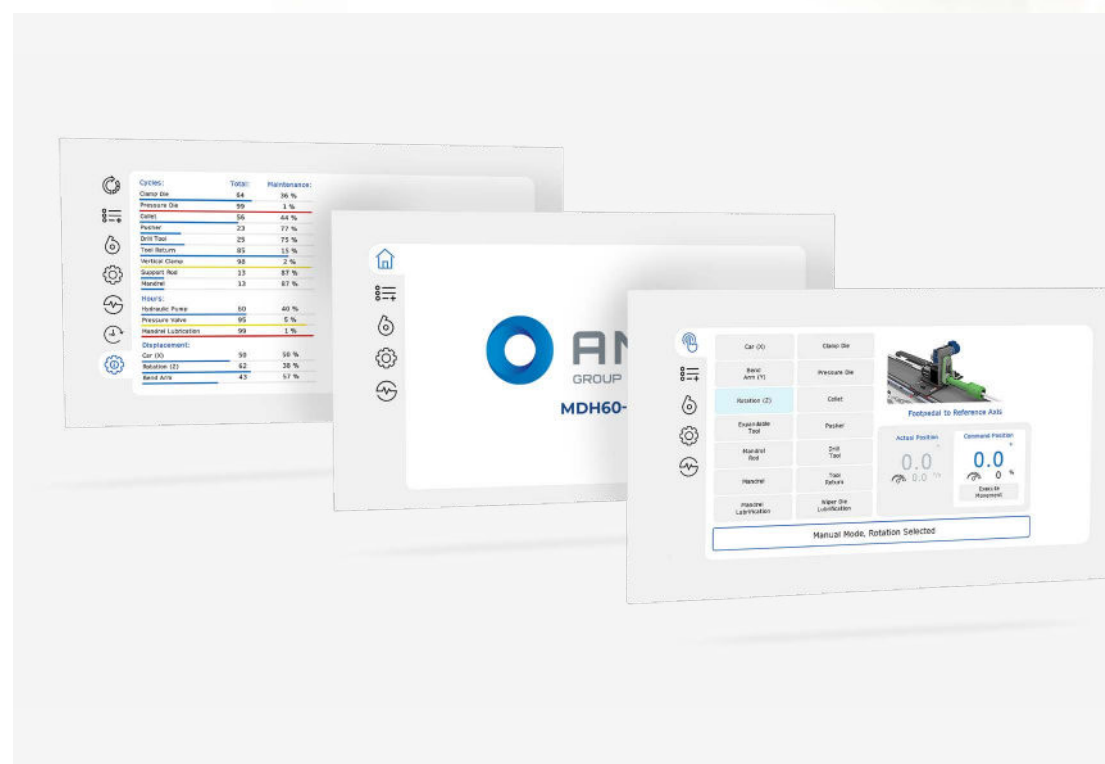 Cycles: Total: Maintenance:
Clamp Die 64 36 %
Pressure Die 99 1 %
Collet 56 44 %
Pusher 23 77 %
Drill Tool 25 75 %
Tool Return 85 15 %
Vertical Clamp 98 2 %
Support Rod 13 87 %
Mandrel 13 87 %
Hours:
Hydraulic Pump 60 40 %
Pressure Valve 95 5 %
Mandrel Lubrication 99 1 %
Displacement:
Car (X) 50 50 %
Rotation (Z) 62 38 %
Bend Arm 43 57 %
GROUP
MDH60-
Car (X) Clamp Die
Bend
Arm (Y)
Pressure Die
Rotation (Z) Collet
Expandable
Tool
Pusher
Mandrel
Rod
Drill
Tool
Mandrel
Tool
Return
Mandrel
Lubrification
Wiper Die
Lubrification
Footpedal to Reference Axis
Actual Position Command Position
° °
0.0 0.0
0.0 % 0 %
Execute
Movement
Manual Mode, Rotation Selected